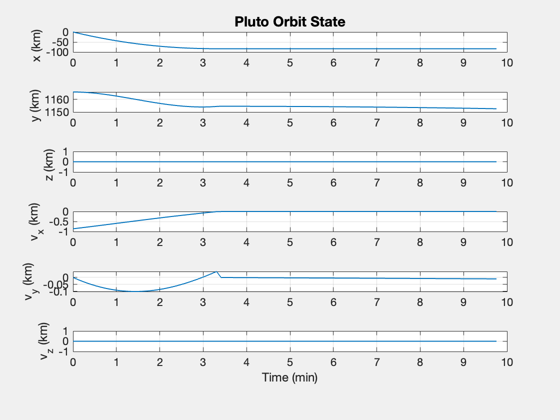 Pluto Orbit State
x (km)
0
-50
-100
0 1 2 3 4 5 6 7 8 9 10
y (km)
1160
1150
0 1 2 3 4 5 6 7 8 9 10
z (km)
1
0
-1
0 1 2 3 4 5 6 7 8 9 10
v_x (km)
0
-0.5
-1
0 1 2 3 4 5 6 7 8 9 10
v_y (km)
0
-0.05
-0.1
0 1 2 3 4 5 6 7 8 9 10
v_z (km)
1
0
-1
0 1 2 3 4 5 6 7 8 9 10
Time (min)